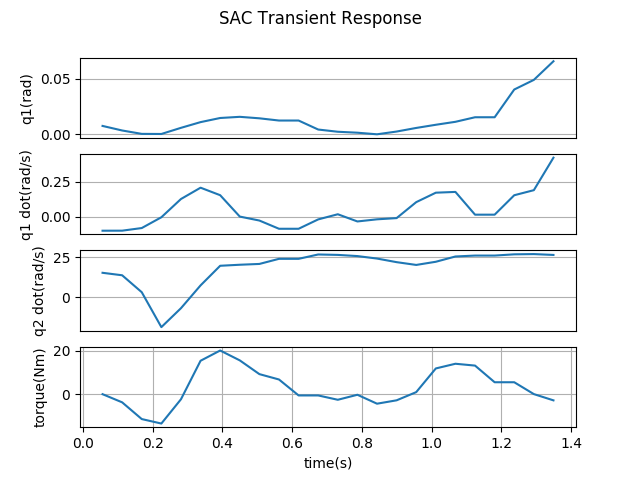 SAC Transient Response
q1(rad)
0.05
0.00
q1 dot(rad/s)
0.25
0.00
q2 dot(rad/s)
25
0
torque(Nm)
20
0
0.0 0.2 0.4 0.6 0.8 1.0 1.2 1.4
time(s)